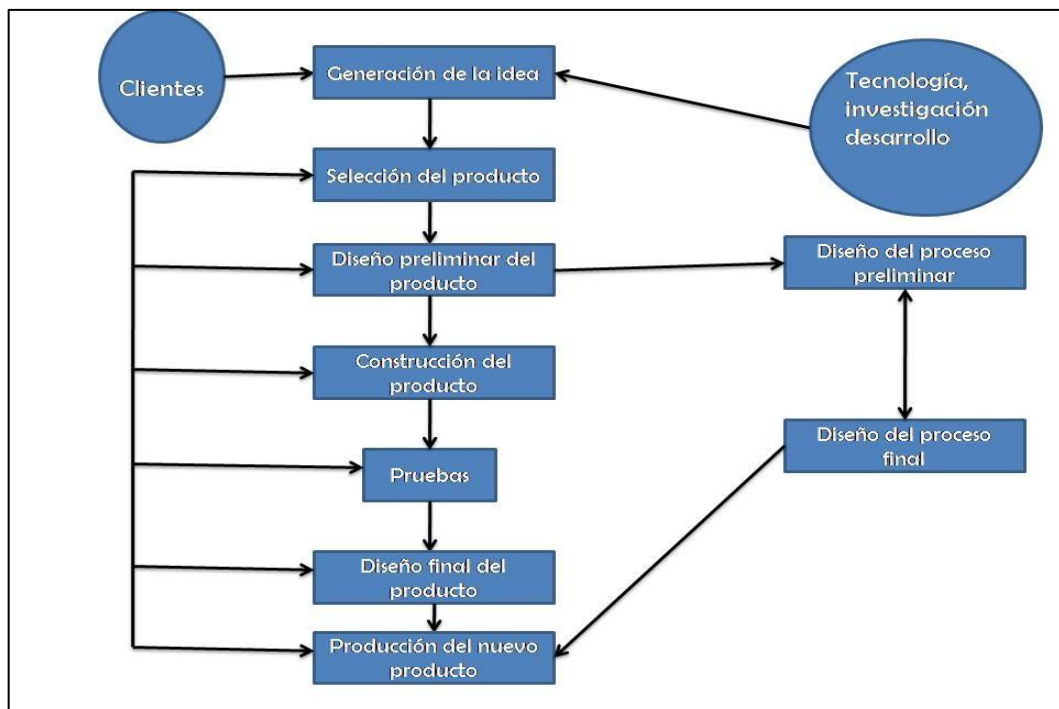 Clientes
Generación de la idea
Tecnología,
investigación
desarrollo
Selección del producto
Diseño preliminar del
producto
Diseño del proceso
preliminar
Construcción del
producto
Diseño del proceso
final
Pruebas
Diseño final del
producto
Producción del nuevo
producto